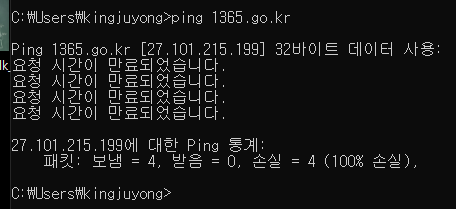 C:\Users\kingjuyong>ping 1365.go.kr
Ping 1365.go.kr [27.101.215.199] 32바이트 데이터 사용:
요청 시간이 만료되었습니다.
요청 시간이 만료되었습니다.
요청 시간이 만료되었습니다.
요청 시간이 만료되었습니다.
27.101.215.199에 대한 Ping 통계:
패킷: 보냄 = 4, 받음 = 0, 손실 = 4 (100% 손실),
C:\Users\kingjuyong>